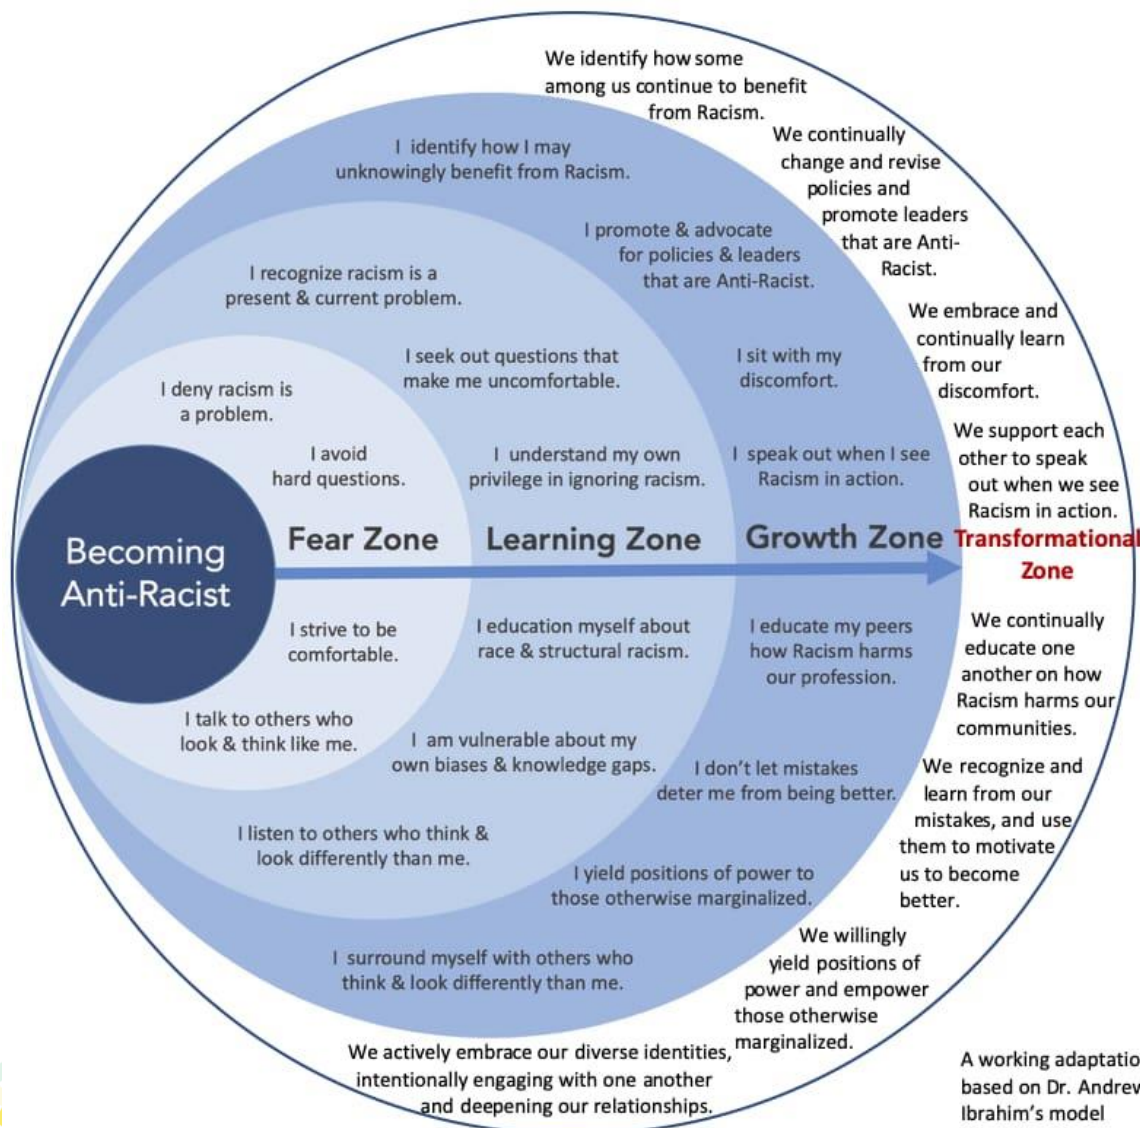 We identify how some
among us continue to benefit
from Racism.
We continually
change and revise
policies and
promote leaders
that are Anti-
Racist.
I identify how I may
unknowingly benefit from Racism.
I promote & advocate
for policies & leaders
that are Anti-Racist.
I recognize racism is a
present & current problem.
We embrace and
continually learn
from our
discomfort.
I seek out questions that
make me uncomfortable.
I sit with my
discomfort.
I deny racism is
a problem.
We support each
other to speak
out when we see
Racism in action.
I avoid
hard questions.
I understand my own
privilege in ignoring racism.
I speak out when I see
Racism in action.
Becoming
Anti-Racist
Fear Zone
Learning Zone
Growth Zone
Transformational
Zone
I strive to be
comfortable.
I education myself about
race & structural racism.
I educate my peers
how Racism harms
our profession.
We continually
educate one
another on how
Racism harms our
communities.
I talk to others who
look & think like me.
I am vulnerable about my
own biases & knowledge gaps.
I don't let mistakes
deter me from being better.
We recognize and
learn from our
mistakes, and use
them to motivate
us to become
better.
I listen to others who think &
look differently than me.
I yield positions of power to
those otherwise marginalized.
We willingly
yield positions of
power and empower
those otherwise
marginalized.
I surround myself with others who
think & look differently than me.
We actively embrace our diverse identities,
intentionally engaging with one another
and deepening our relationships.
A working adaptatio
based on Dr. Andrew
Ibrahim's model